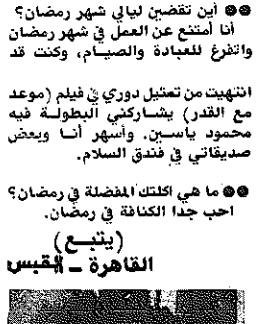 ●● أين تقضين ليالي شهر رمضان؟
أنا أمتنع عن العمل في شهر رمضان
واتفرغ للعبادة والصيام، وكنت قد
انتهيت من تمثيل دوري في فيلم (موعد
مع القدر) يشاركني البطولة فيه
محمود ياسين. وأسهر أنا وبعض
صديقاتي في فندق السلام.
●● ما هي اكلتك المفضلة في رمضان؟
احب جدا الكنافة في رمضان.
(يتبع)
القاهرة ـ القبس